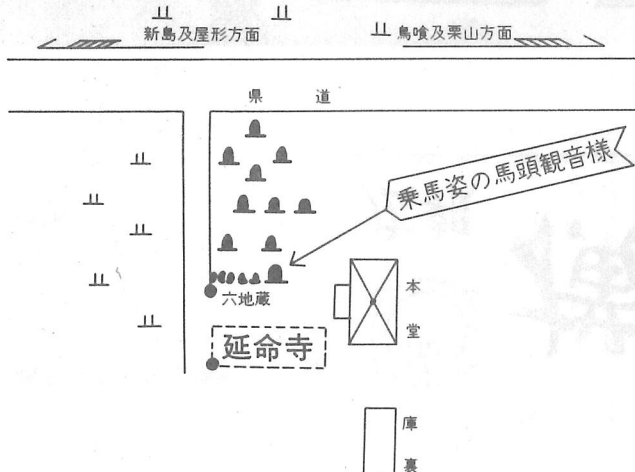 新島及屋形方面
鳥喰及栗山方面
県道
乗馬姿の馬頭観音様
六地蔵
本堂
延命寺
庫裏